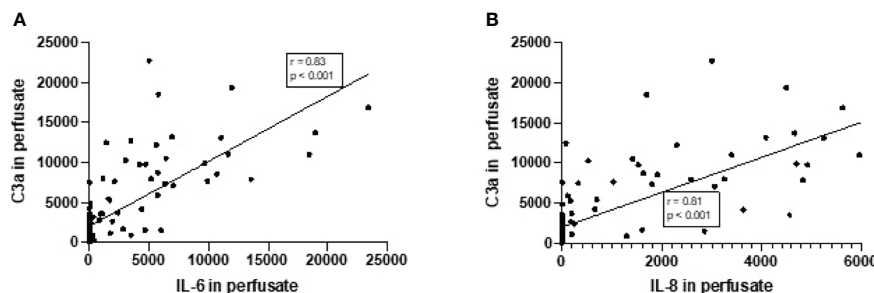 A
25000
20000
15000
10000
5000
0
C3a in perfusate
r = 0.83
p < 0.001
0 5000 10000 15000 20000 25000
IL-6 in perfusate
B
25000
20000
15000
10000
5000
0
C3a in perfusate
r = 0.81
p < 0.001
0 2000 4000 6000
IL-8 in perfusate